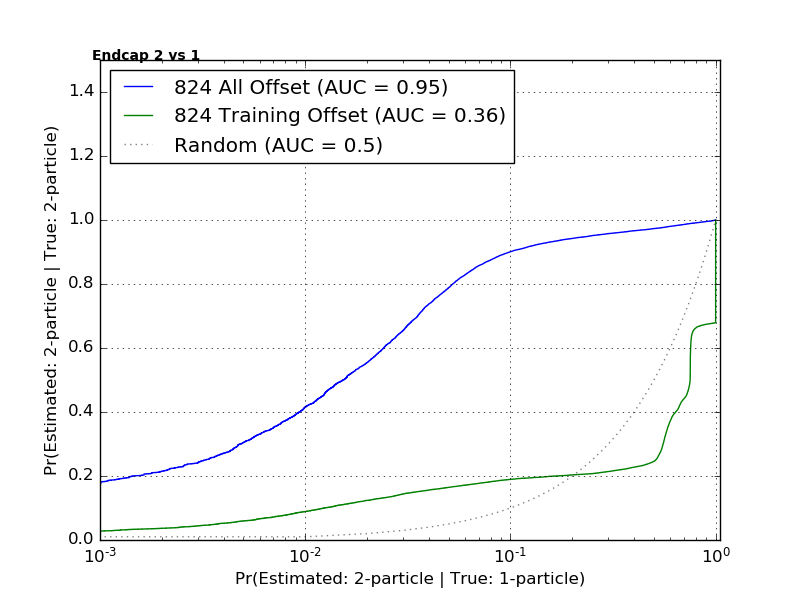 Endcap 2 vs 1
824 All Offset (AUC = 0.95)
824 Training Offset (AUC = 0.36)
Random (AUC = 0.5)
Pr(Estimated: 2-particle | True: 2-particle)
1.4
1.2
1.0
0.8
0.6
0.4
0.2
0.0
10^-3 10^-2 10^-1 10^0
Pr(Estimated: 2-particle | True: 1-particle)